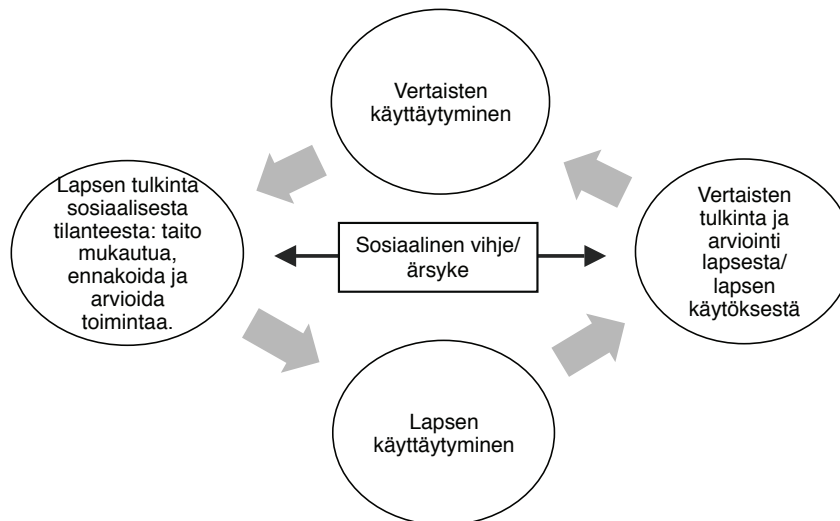 Vertaisten
käyttäytyminen
Lapsen tulkinta
sosiaalisesta
tilanteesta: taito
mukautua,
ennakoida ja
arvioida
toimintaa.
Sosiaalinen vihje/
ärsyke
Vertaisten
tulkinta ja
arviointi
lapsesta/
lapsen
käytöksestä
Lapsen
käyttäytyminen